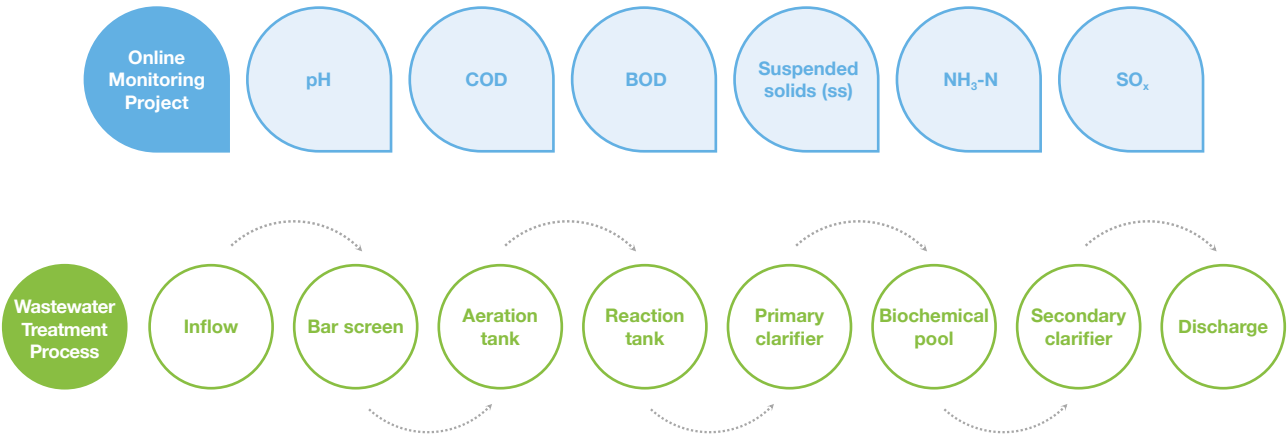 Online
Monitoring
Project
pH
COD
BOD
Suspended
solids (ss)
NH₃-N
SOₓ
Wastewater
Treatment
Process
Inflow
Bar screen
Aeration
tank
Reaction
tank
Primary
clarifier
Biochemical
pool
Secondary
clarifier
Discharge